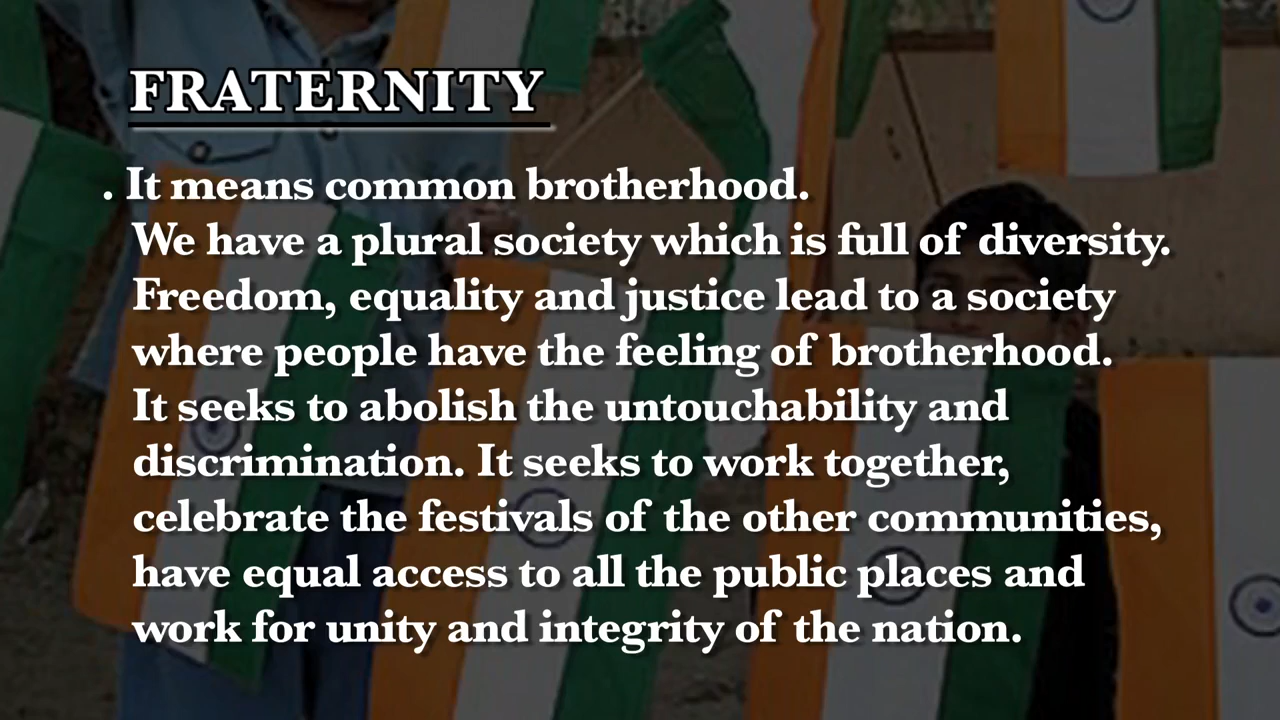 FRATERNITY
. It means common brotherhood.
We have a plural society which is full of diversity.
Freedom, equality and justice lead to a society
where people have the feeling of brotherhood.
It seeks to abolish the untouchability and
discrimination. It seeks to work together,
celebrate the festivals of the other communities,
have equal access to all the public places and
work for unity and integrity of the nation.